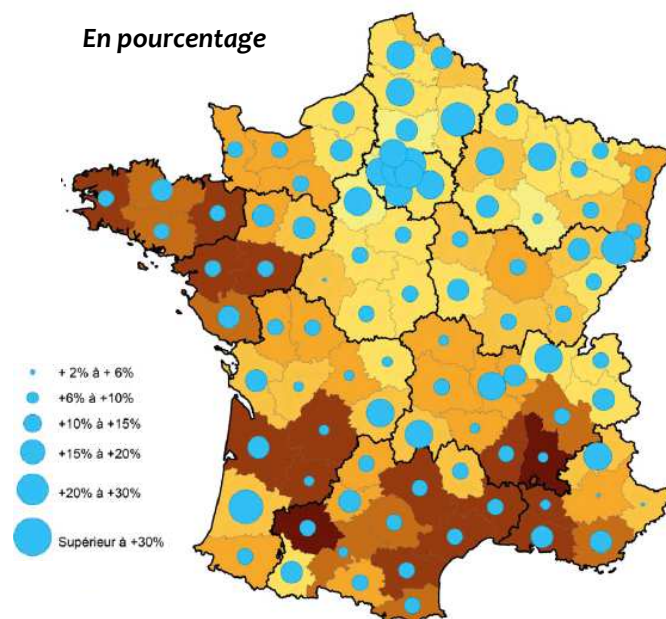 En pourcentage
+ 2% à + 6%
+6% à +10%
+10% à +15%
+15% à +20%
+20% à +30%
Supérieur à +30%